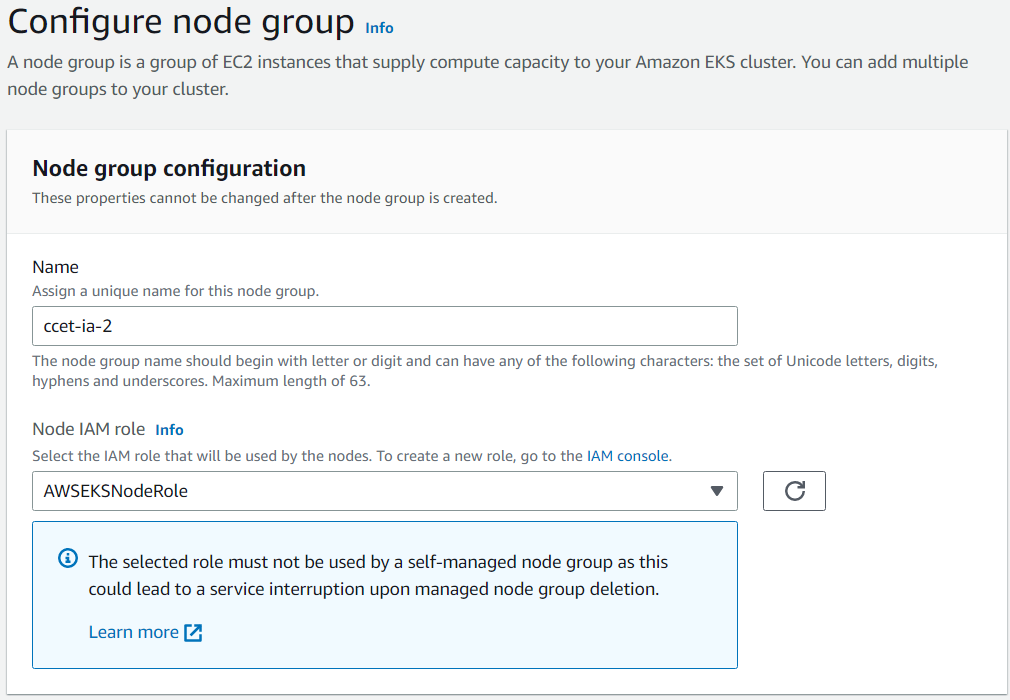 Configure node group Info
A node group is a group of EC2 instances that supply compute capacity to your Amazon EKS cluster. You can add multiple
node groups to your cluster.
Node group configuration
These properties cannot be changed after the node group is created.
Name
Assign a unique name for this node group.
ccet-ia-2
The node group name should begin with letter or digit and can have any of the following characters: the set of Unicode letters, digits,
hyphens and underscores. Maximum length of 63.
Node IAM role Info
Select the IAM role that will be used by the nodes. To create a new role, go to the IAM console.
AWSEKSNodeRole
The selected role must not be used by a self-managed node group as this
could lead to a service interruption upon managed node group deletion.
Learn more